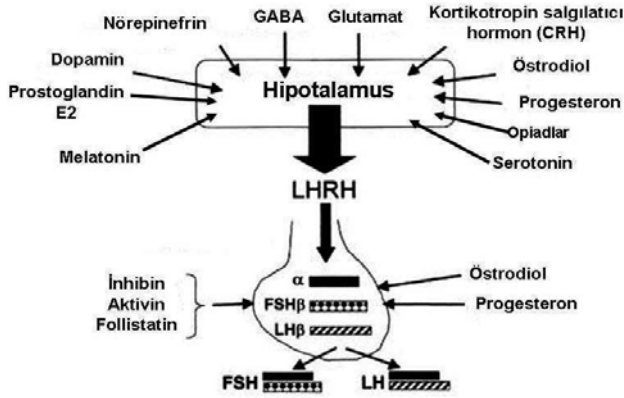 Nörepinefrin
GABA
Glutamat
Kortikotropin salgılatıcı
hormon (CRH)
Dopamin
Prostoglandin
E2
Melatonin
Hipotalamus
Östrodiol
Progesteron
Opiadlar
Serotonin
LHRH
İnhibin
Aktivin
Follistatin
α
FSHβ
LHβ
Östrodiol
Progesteron
FSH
LH